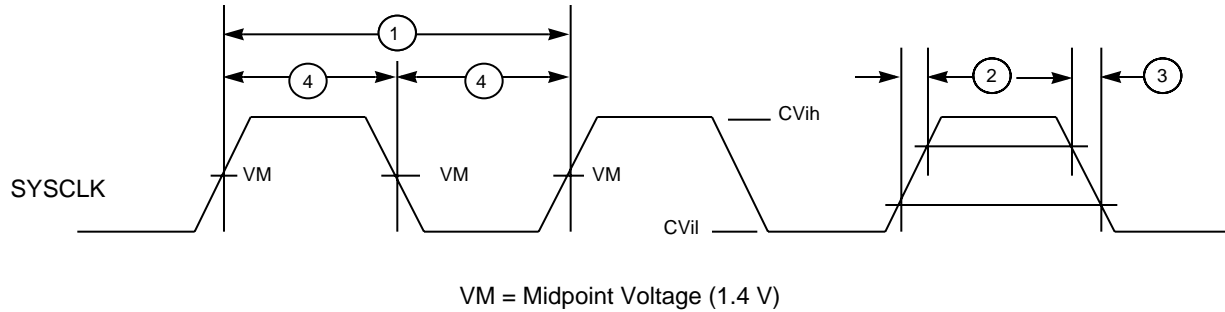 1
4
4
2
3
CVih
SYSCLK
VM
VM
VM
CVil
VM = Midpoint Voltage (1.4 V)